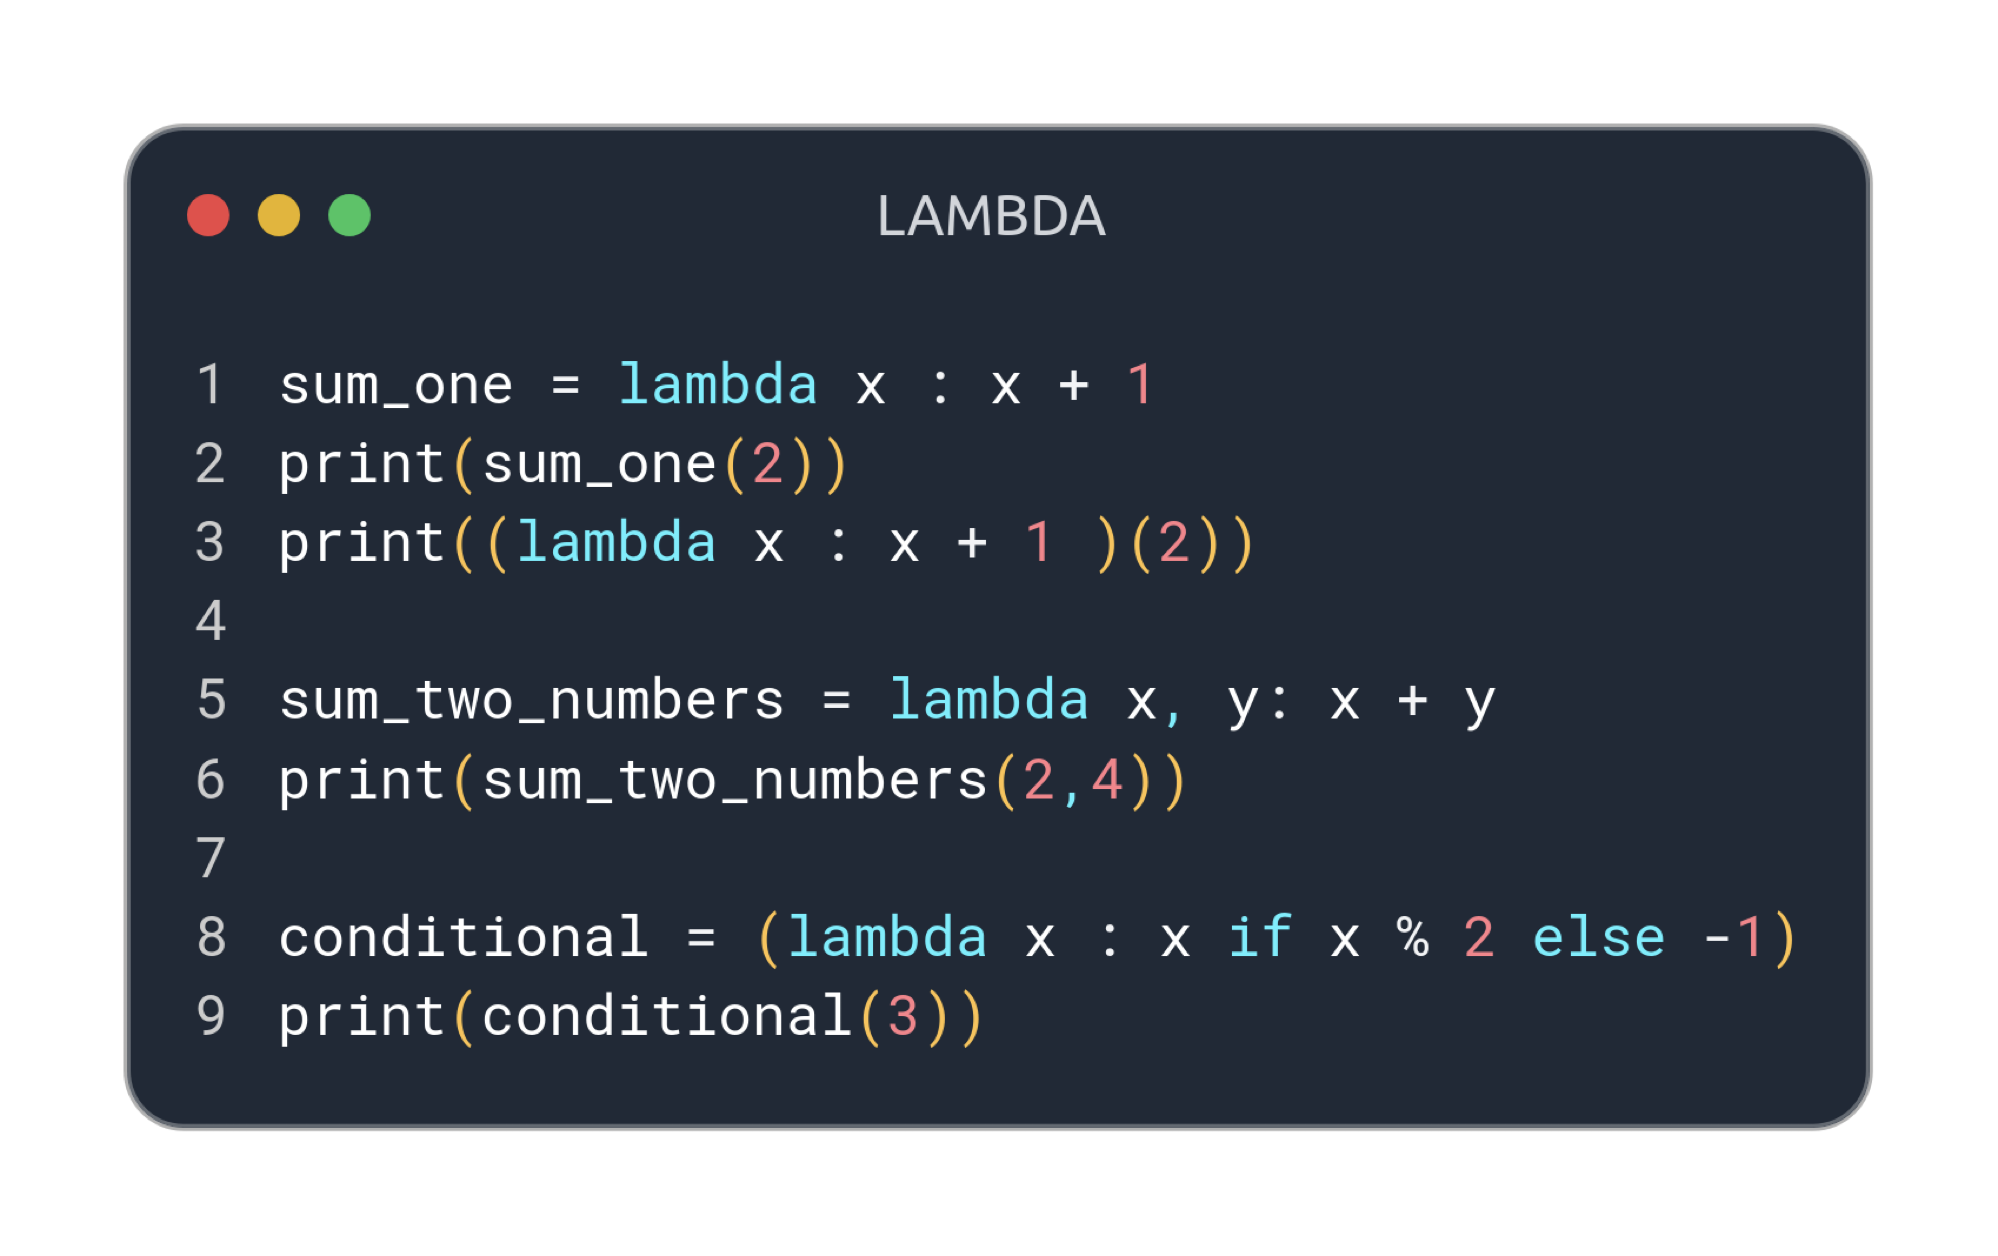 LAMBDA
1 sum_one = lambda x : x + 1
2 print(sum_one(2))
3 print((lambda x : x + 1 )(2))
4
5 sum_two_numbers = lambda x, y: x + y
6 print(sum_two_numbers(2,4))
7
8 conditional = (lambda x : x if x % 2 else -1)
9 print(conditional(3))